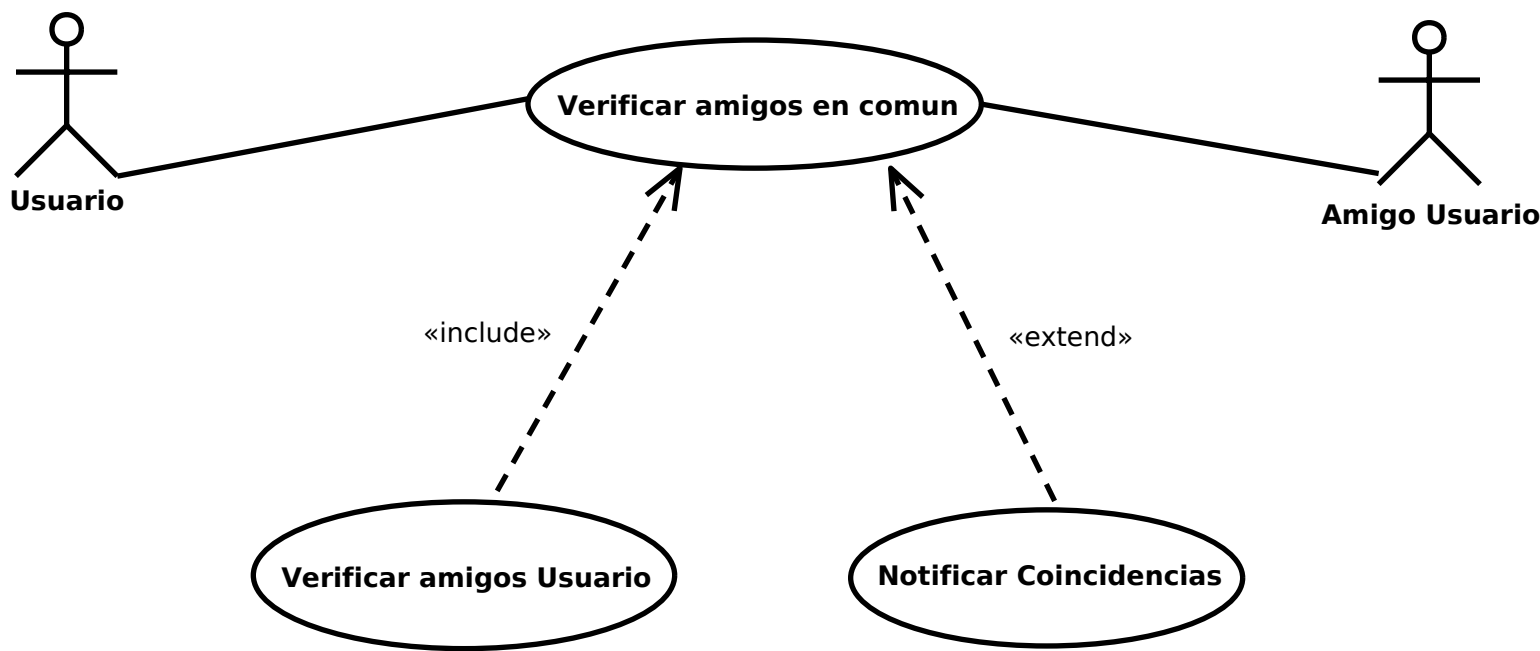 Verificar amigos en comun
Usuario
Amigo Usuario
«include»
«extend»
Verificar amigos Usuario
Notificar Coincidencias